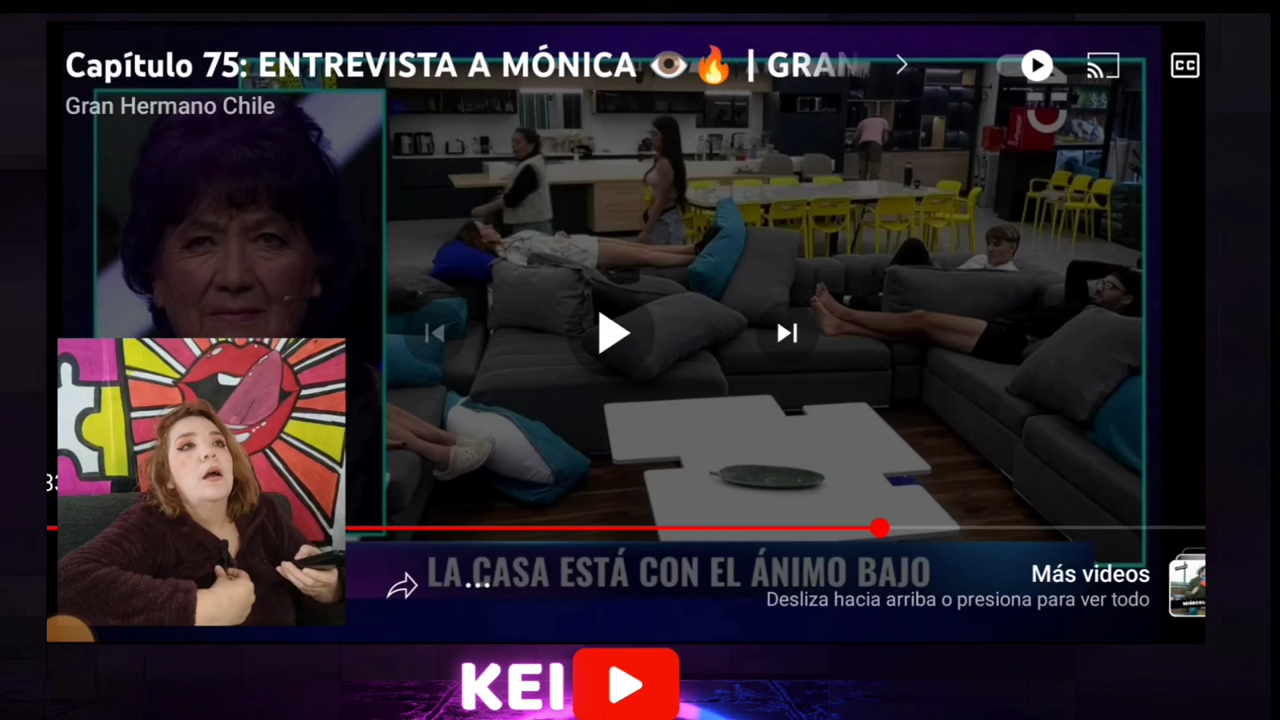 Capítulo 75: ENTREVISTA A MÓNICA 👁️🔥 | GRAN
Gran Hermano Chile
LA CASA ESTÁ CON EL ÁNIMO BAJO
Más videos
Desliza hacia arriba o presiona para ver todo
KEI